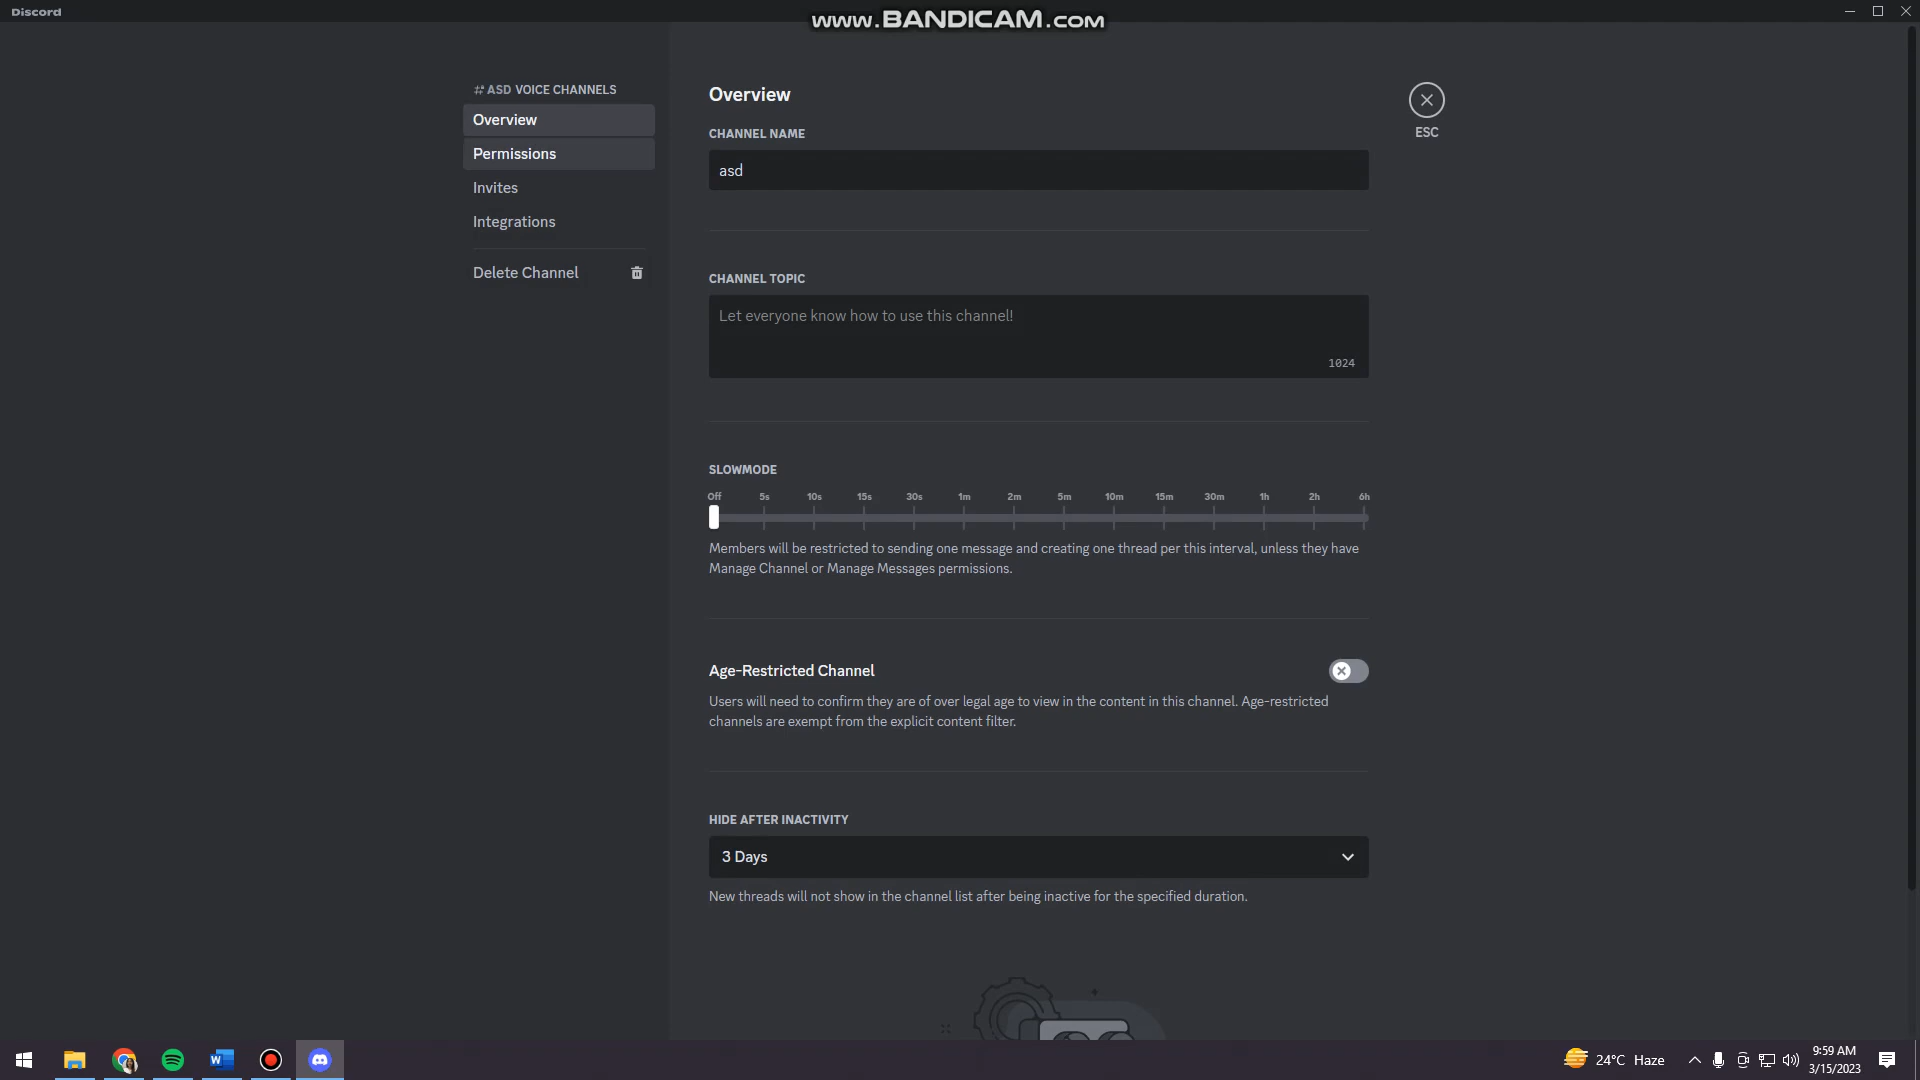 Discord
www.BANDICAM.com
ASD VOICE CHANNELS
Overview
Permissions
Invites
Integrations
Delete Channel
Overview
ESC
CHANNEL NAME
asd
CHANNEL TOPIC
Let everyone know how to use this channel!
1024
SLOWMODE
Off 5s 10s 15s 30s 1m 2m 5m 10m 15m 30m 1h 2h 6h
Members will be restricted to sending one message and creating one thread per this interval, unless they have
Manage Channel or Manage Messages permissions.
Age-Restricted Channel
Users will need to confirm they are of over legal age to view in the content in this channel. Age-restricted
channels are exempt from the explicit content filter.
HIDE AFTER INACTIVITY
3 Days
New threads will not show in the channel list after being inactive for the specified duration.
24°C Haze
9:59 AM
3/15/2023